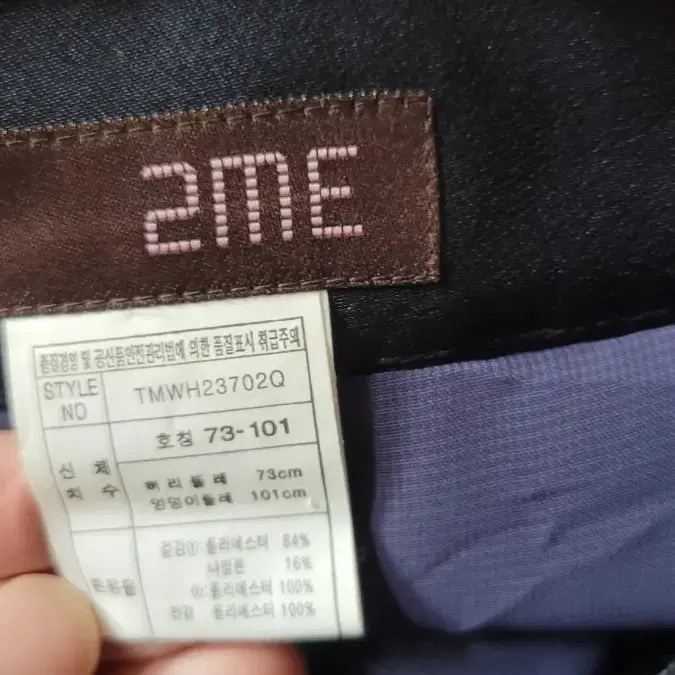 2ME
품질경영 및 공산품안전관리법에 의한 품질표시 취급주의
STYLE NO TMWH23702Q
호칭 73-101
신체 치수
허리둘레 73cm
엉덩이둘레 101cm
겉감①:폴리에스터 84%
나일론 16%
②:폴리에스터 100%
안감 폴리에스터 100%
혼용율